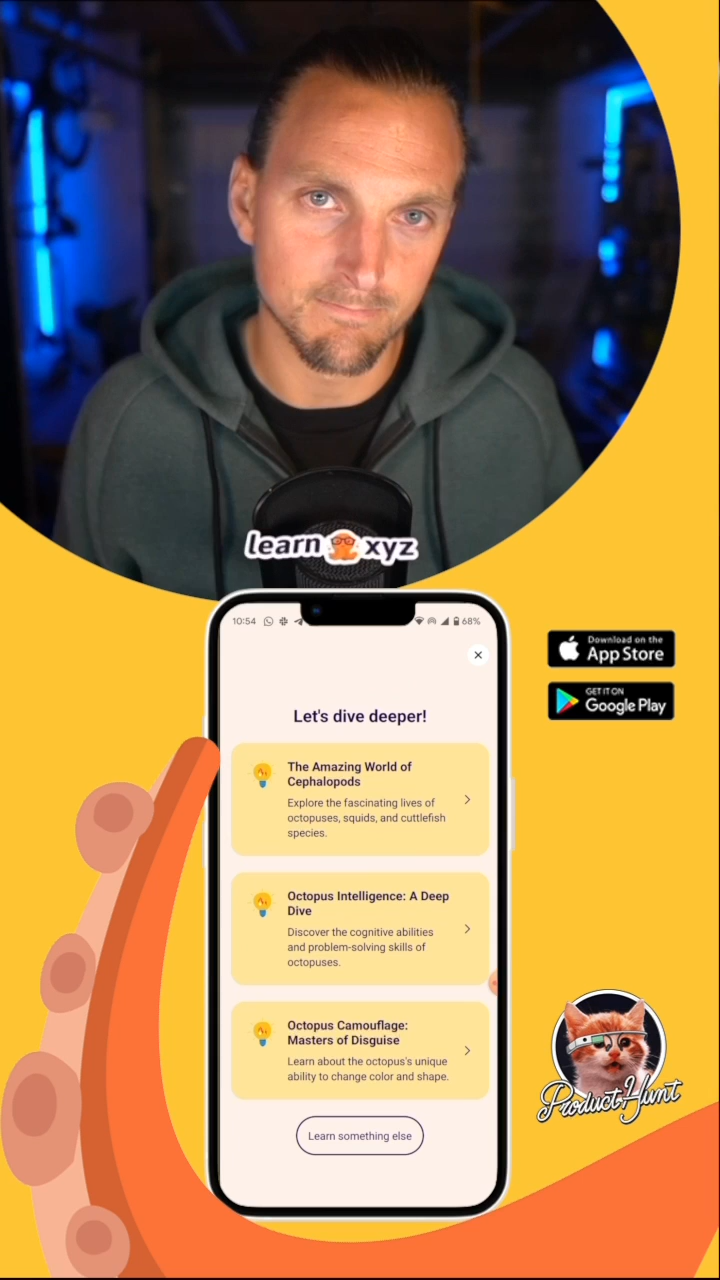 learn xyz
10:54 68%
Download on the
App Store
GET IT ON
Google Play
Let's dive deeper!
The Amazing World of
Cephalopods
Explore the fascinating lives of
octopuses, squids, and cuttlefish
species.
Octopus Intelligence: A Deep
Dive
Discover the cognitive abilities
and problem-solving skills of
octopuses.
Octopus Camouflage:
Masters of Disguise
Learn about the octopus's unique
ability to change color and shape.
Learn something else
Product Hunt